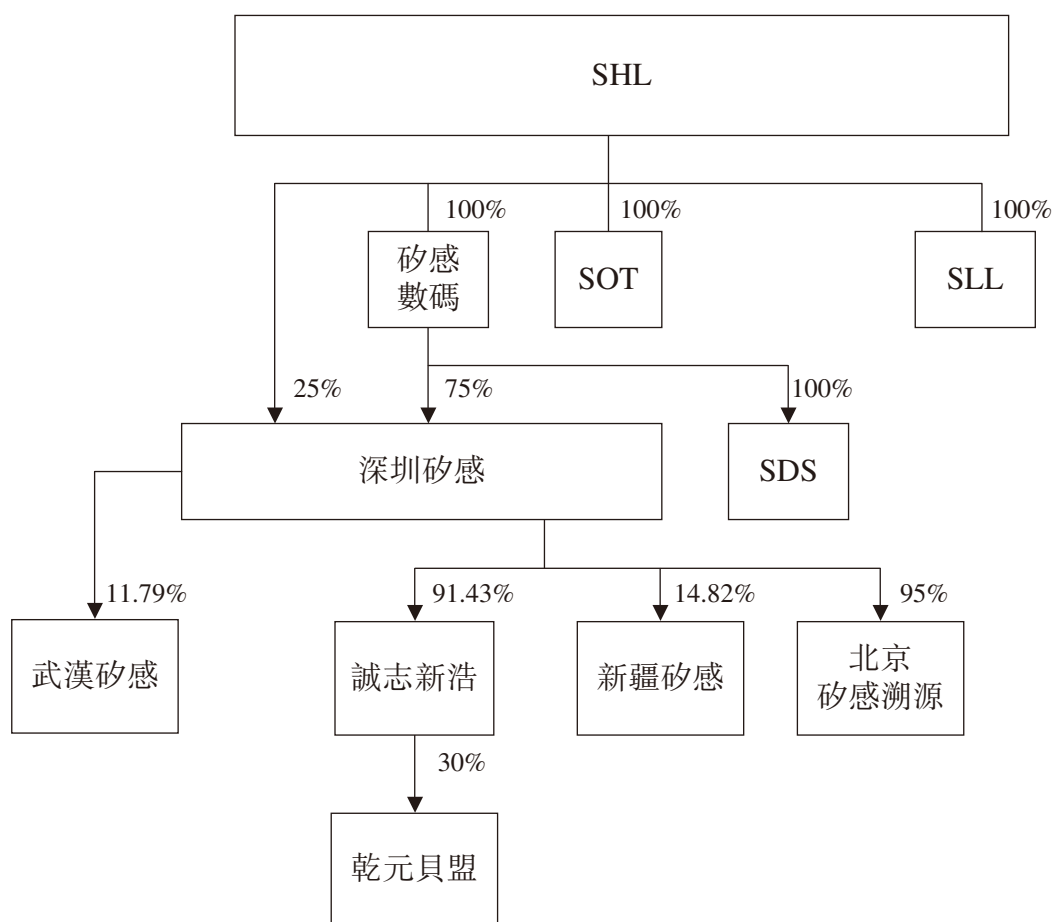 SHL
100%
100%
100%
矽感
數碼
SOT
SLL
25%
75%
100%
深圳矽感
SDS
11.79%
91.43%
14.82%
95%
武漢矽感
誠志新浩
新疆矽感
北京
矽感溯源
30%
乾元貝盟